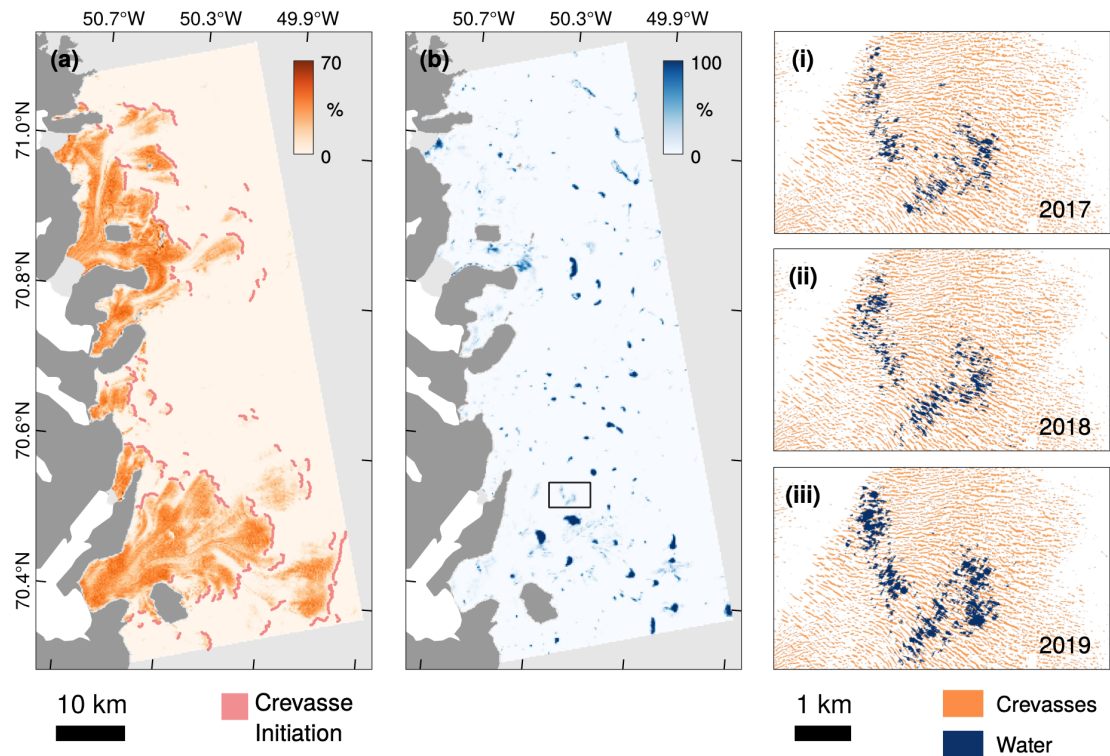 50.7°W 50.3°W 49.9°W
50.7°W 50.3°W 49.9°W
(a)
70
%
0
71.0°N
70.8°N
70.6°N
70.4°N
(b)
100
%
0
(i)
2017
(ii)
2018
(iii)
2019
10 km
Crevasse
Initiation
1 km
Crevasses
Water